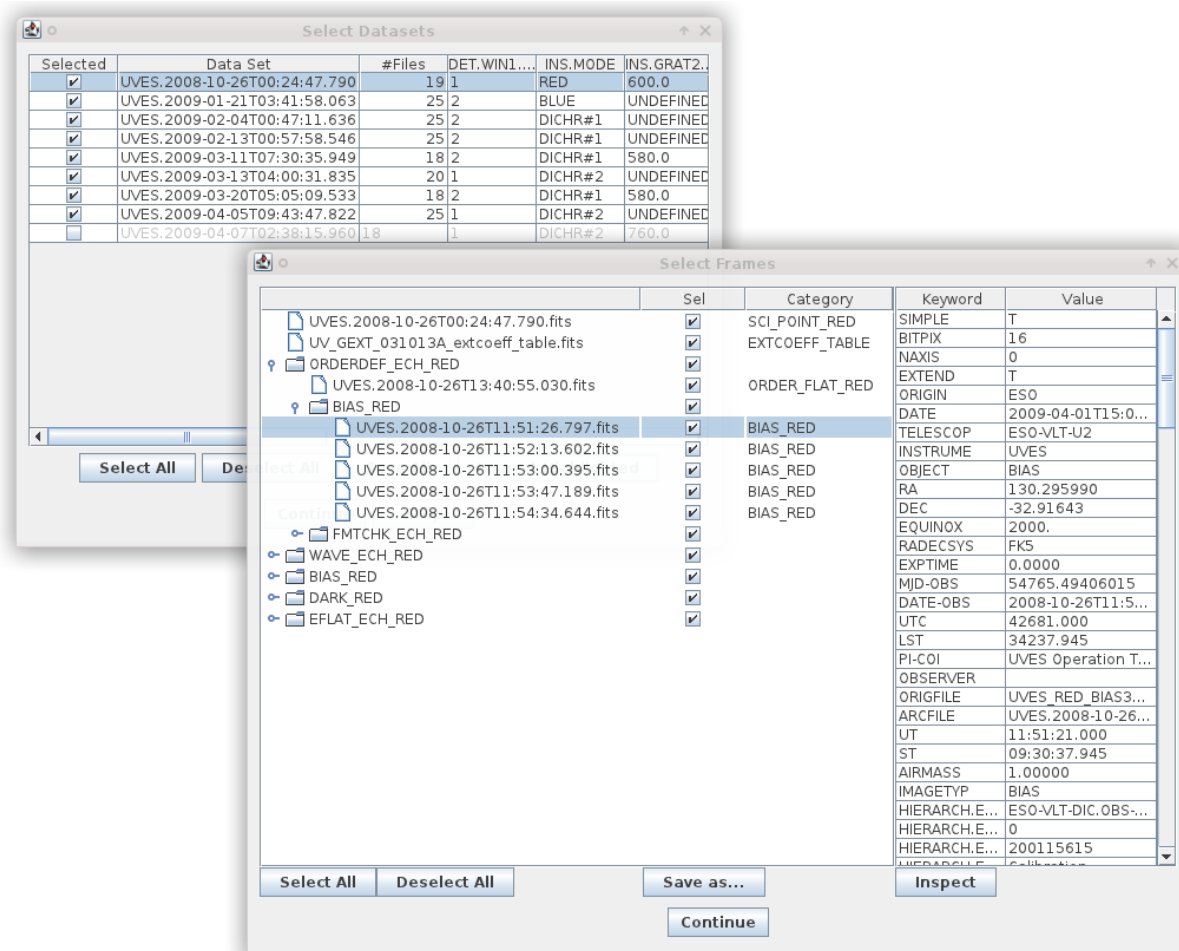 Select Datasets
Selected Data Set #Files DET.WIN1.... INS.MODE INS.GRAT2..
UVES.2008-10-26T00:24:47.790 19 1 RED 600.0
UVES.2009-01-21T03:41:58.063 25 2 BLUE UNDEFINED
UVES.2009-02-04T00:47:11.636 25 2 DICHR#1 UNDEFINED
UVES.2009-02-13T00:57:58.546 25 2 DICHR#1 UNDEFINED
UVES.2009-03-11T07:30:35.949 18 2 DICHR#1 580.0
UVES.2009-03-13T04:00:31.835 20 1 DICHR#2 UNDEFINED
UVES.2009-03-20T05:05:09.533 18 2 DICHR#1 580.0
UVES.2009-04-05T09:43:47.822 25 1 DICHR#2 UNDEFINED
UVES.2009-04-07T02:38:15.960 18 1 DICHR#2 760.0
Select All
Select Frames
Sel Category
UVES.2008-10-26T00:24:47.790.fits SCI_POINT_RED
UV_GEXT_031013A_extcoeff_table.fits EXTCOEFF_TABLE
ORDERDEF_ECH_RED
UVES.2008-10-26T13:40:55.030.fits ORDER_FLAT_RED
BIAS_RED
UVES.2008-10-26T11:51:26.797.fits BIAS_RED
UVES.2008-10-26T11:52:13.602.fits BIAS_RED
UVES.2008-10-26T11:53:00.395.fits BIAS_RED
UVES.2008-10-26T11:53:47.189.fits BIAS_RED
UVES.2008-10-26T11:54:34.644.fits BIAS_RED
FMTCHK_ECH_RED
WAVE_ECH_RED
BIAS_RED
DARK_RED
EFLAT_ECH_RED
Keyword Value
SIMPLE T
BITPIX 16
NAXIS 0
EXTEND T
ORIGIN ESO
DATE 2009-04-01T15:0...
TELESCOP ESO-VLT-U2
INSTRUME UVES
OBJECT BIAS
RA 130.295990
DEC -32.91643
EQUINOX 2000.
RADECSYS FK5
EXPTIME 0.0000
MJD-OBS 54765.49406015
DATE-OBS 2008-10-26T11:5...
UTC 42681.000
LST 34237.945
PI-COI UVES Operation T...
OBSERVER
ORIGFILE UVES_RED_BIAS3...
ARCFILE UVES.2008-10-26...
UT 11:51:21.000
ST 09:30:37.945
AIRMASS 1.00000
IMAGETYP BIAS
HIERARCH.E... ESO-VLT-DIC.OBS-...
HIERARCH.E... 0
HIERARCH.E... 200115615
Select All Deselect All Save as... Inspect
Continue